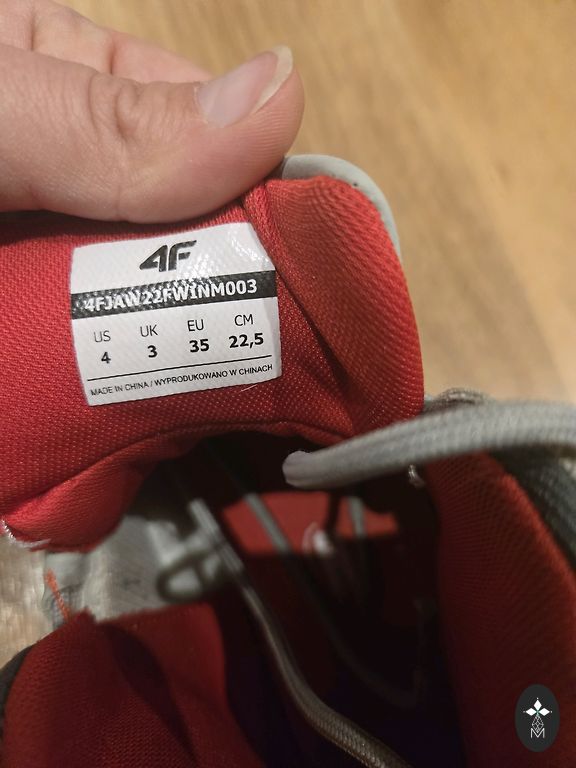 4F
4FJAW22FWINM003
US UK EU CM
4 3 35 22,5
MADE IN CHINA / WYPRODUKOWANO W CHINACH
M